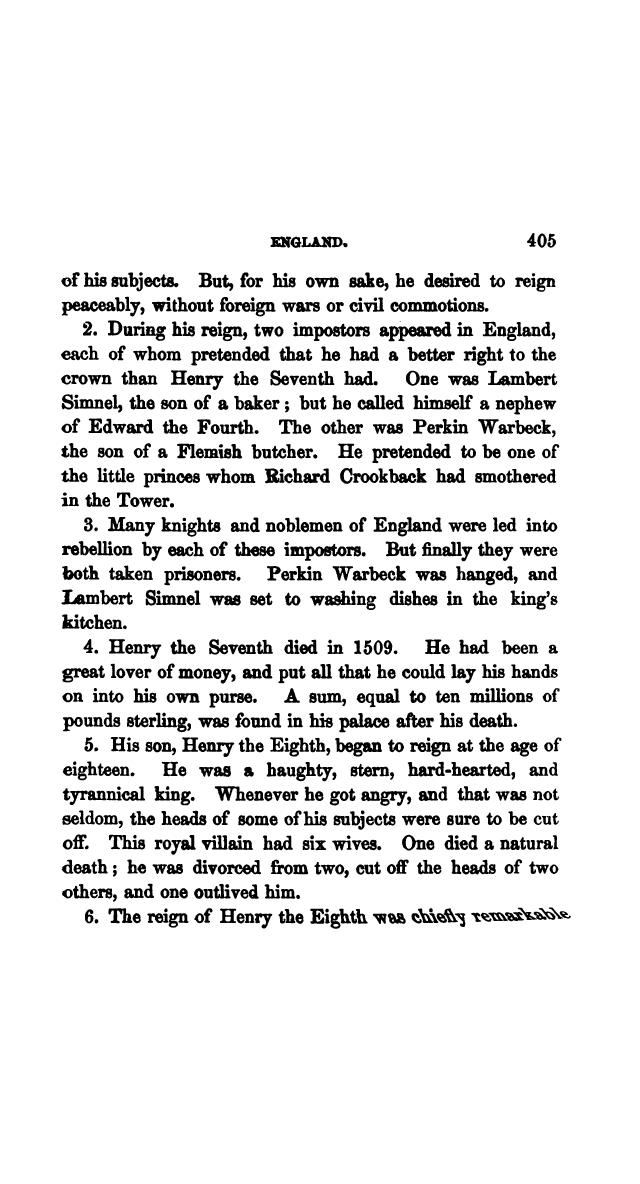 ENGLAND. 405
of his subjects. But, for his own sake, he desired to reign
peaceably, without foreign wars or civil commotions.
2. During his reign, two impostors appeared in England,
each of whom pretended that he had a better right to the
crown than Henry the Seventh had. One was Lambert
Simnel, the son of a baker; but he called himself a nephew
of Edward the Fourth. The other was Perkin Warbeck,
the son of a Flemish butcher. He pretended to be one of
the little princes whom Richard Crookback had smothered
in the Tower.
3. Many knights and noblemen of England were led into
rebellion by each of these impostors. But finally they were
both taken prisoners. Perkin Warbeck was hanged, and
Lambert Simnel was set to washing dishes in the king's
kitchen.
4. Henry the Seventh died in 1509. He had been a
great lover of money, and put all that he could lay his hands
on into his own purse. A sum, equal to ten millions of
pounds sterling, was found in his palace after his death.
5. His son, Henry the Eighth, began to reign at the age of
eighteen. He was a haughty, stern, hard-hearted, and
tyrannical king. Whenever he got angry, and that was not
seldom, the heads of some of his subjects were sure to be cut
off. This royal villain had six wives. One died a natural
death; he was divorced from two, cut off the heads of two
others, and one outlived him.
6. The reign of Henry the Eighth was chiefly remarkable